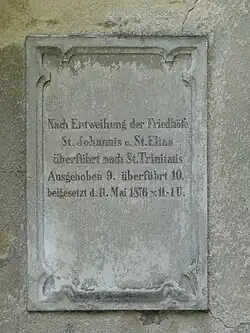 Nach Entweihung der Friedhöfe
St. Johannis u. St. Elias
überführt nach St. Trinitatis
Ausgehoben 9. überführt 10.
beigesetzt d. 11. Mai 1876